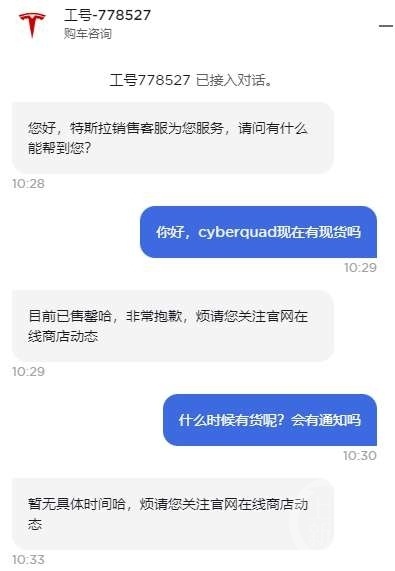 工号-778527
购车咨询
工号778527 已接入对话。
您好，特斯拉销售客服为您服务，请问有什么
能帮到您？
10:28
你好，cyberquad现在有现货吗
10:29
目前已售罄哈，非常抱歉，烦请您关注官网在
线商店动态
10:29
什么时候有货呢？会有通知吗
10:30
暂无具体时间哈，烦请您关注官网在线商店动
态
10:33